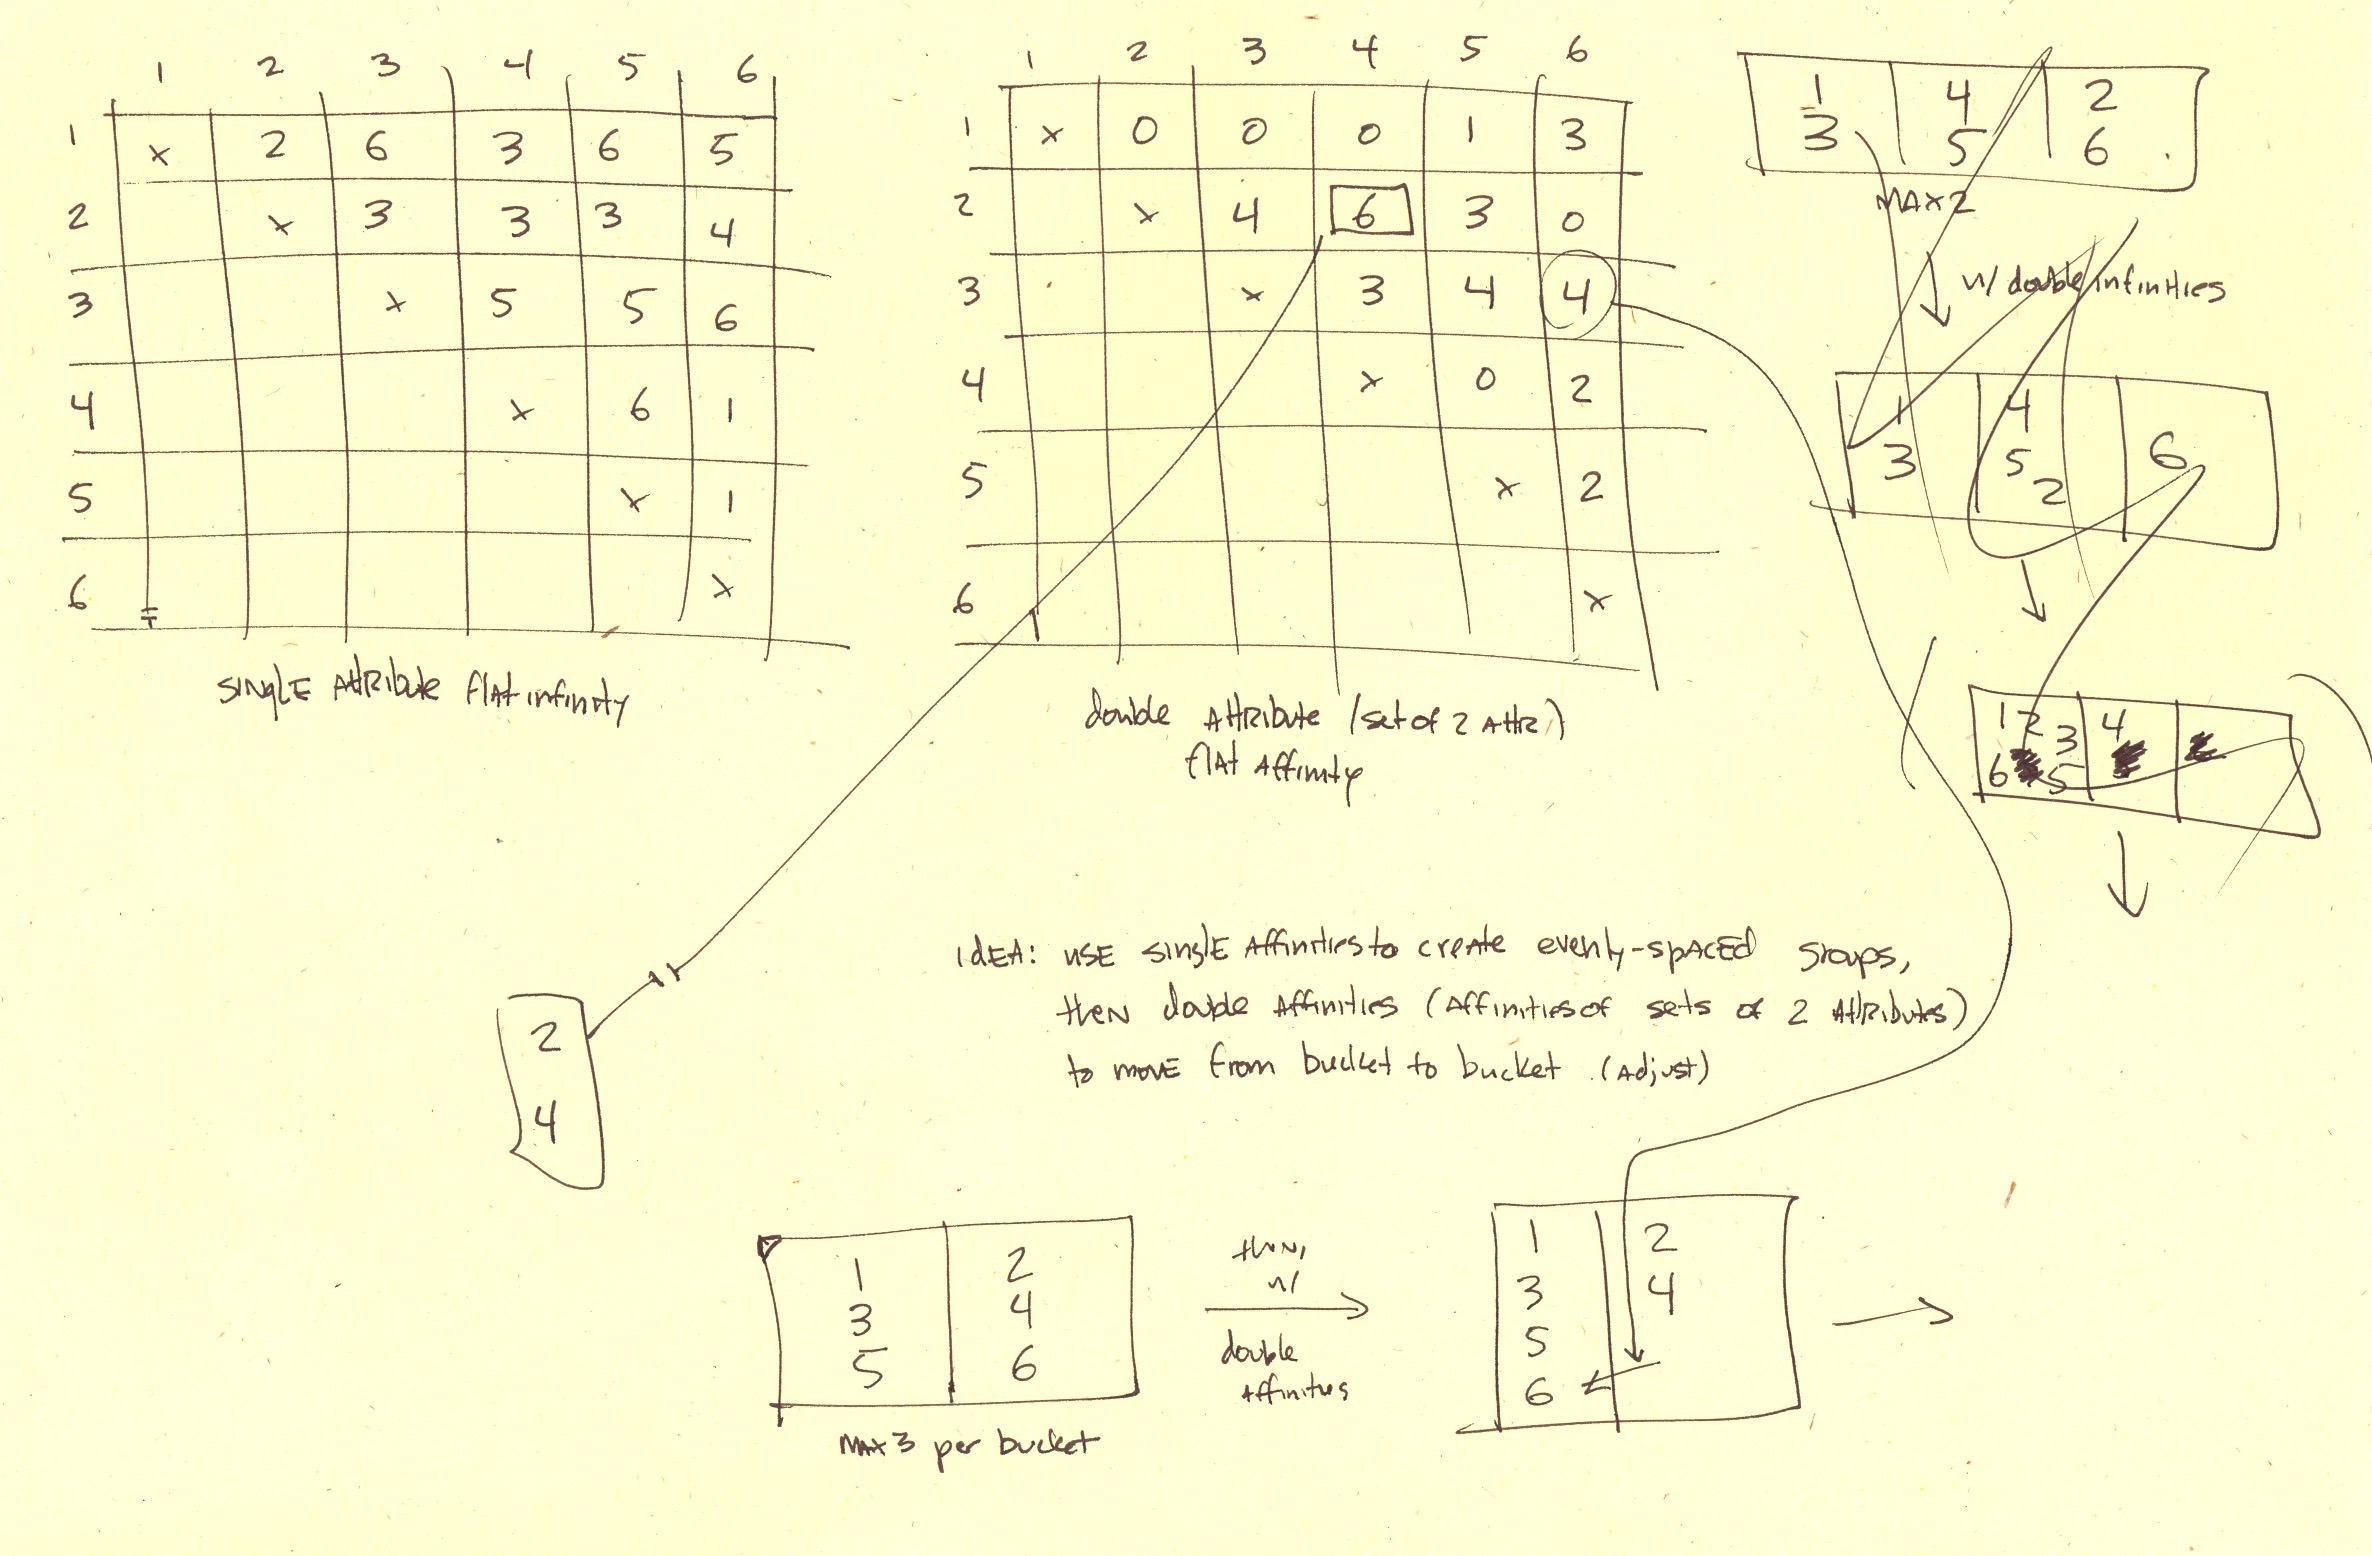 1 2 3 4 5 6
1 x 2 6 3 6 5
2 x 3 3 3 4
3 x 5 5 6
4 x 6 1
5 x 1
6 x
SINGLE AttRibute flat infinity
1 2 3 4 5 6
1 x 0 0 0 1 3
2 x 4 6 3 0
3 x 3 4 4
4 x 0 2
5 x 2
6 x
double AttRibute (set of 2 AttR)
flAt Affinity
1 4 2
3 5 6
MAX 2
w/ double infinities
1 4
3 5 2 6
1 2 3 4
6 5
IdEA: USE SINGLE Affinities to create evenly-spACED groups,
then double Affinities (Affinities of sets of 2 AttRibutes)
to movE from bucket to bucket. (Adjust)
2
4
1 2
3 4
5 6
MAX 3 per bucket
then,
w/
double
Affinities
1 2
3 4
5
6